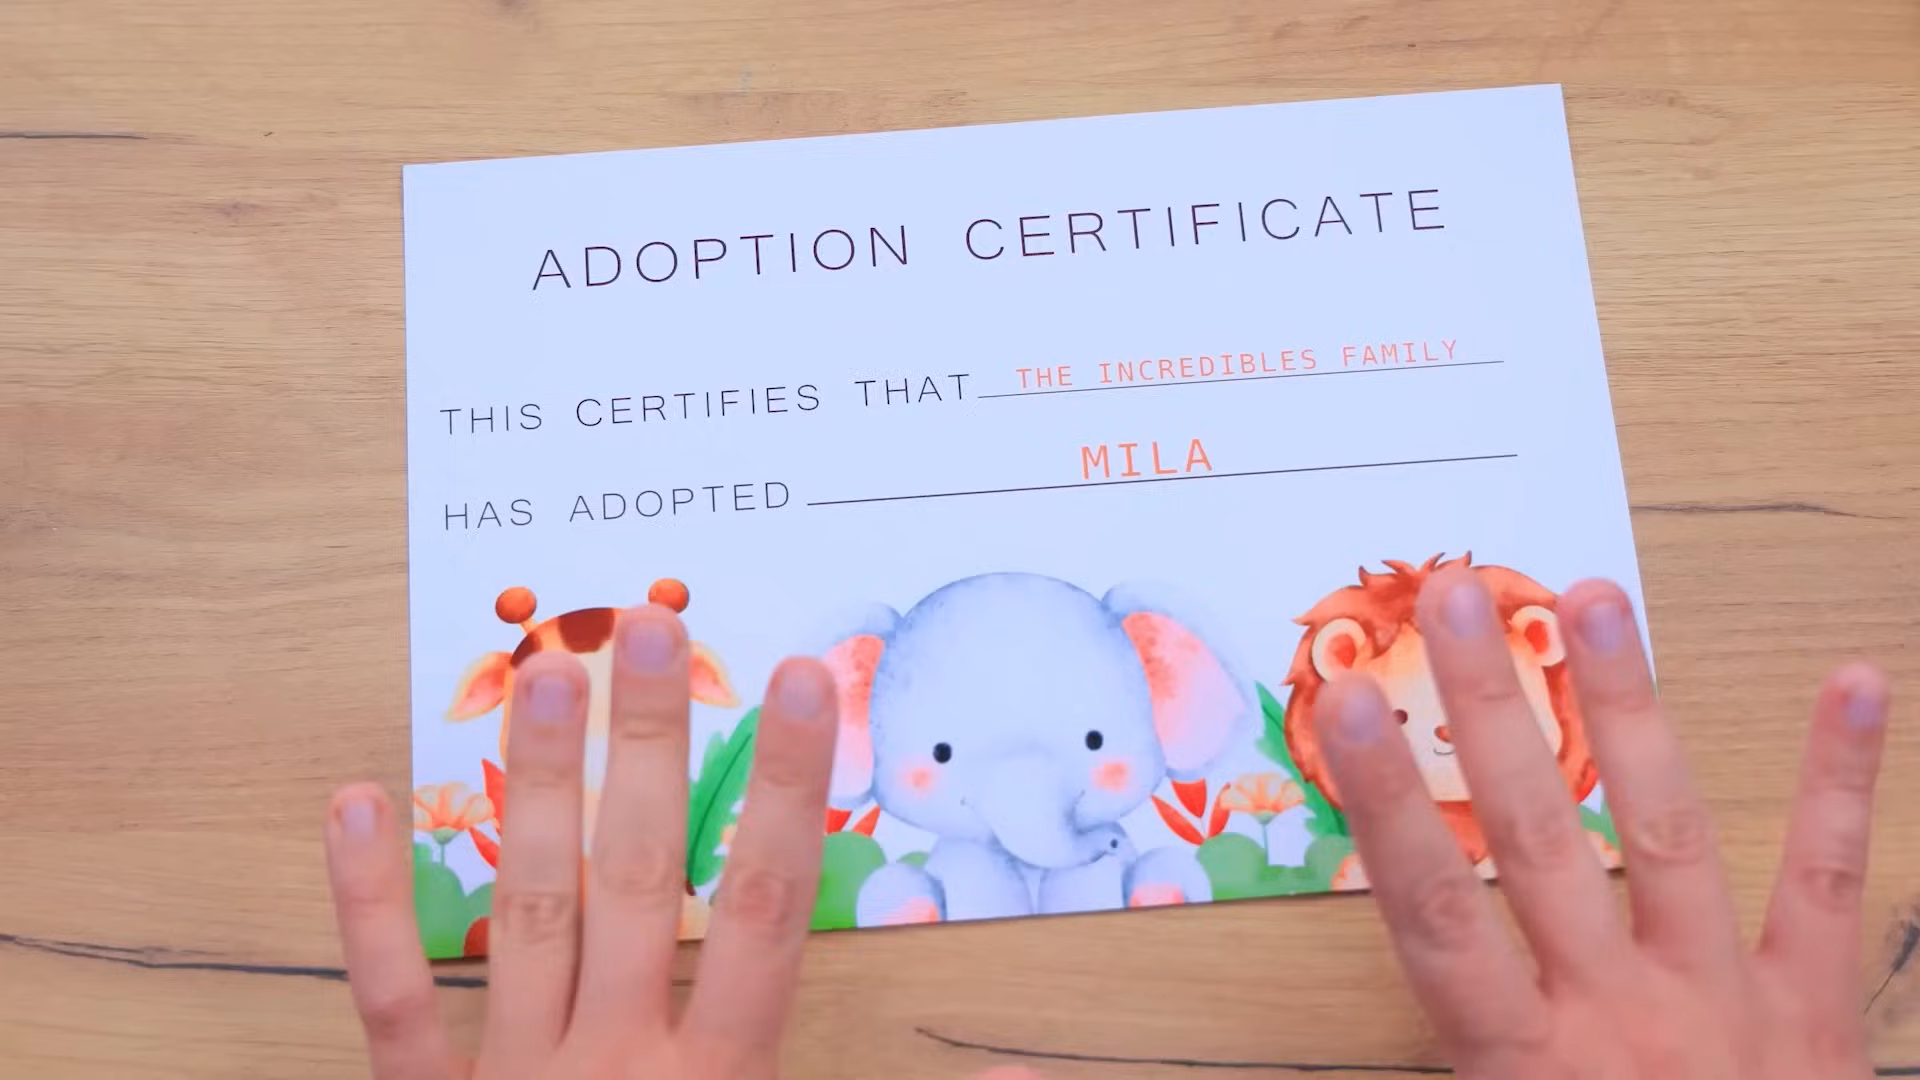 ADOPTION CERTIFICATE
THIS CERTIFIES THAT THE INCREDIBLES FAMILY
HAS ADOPTED MILA